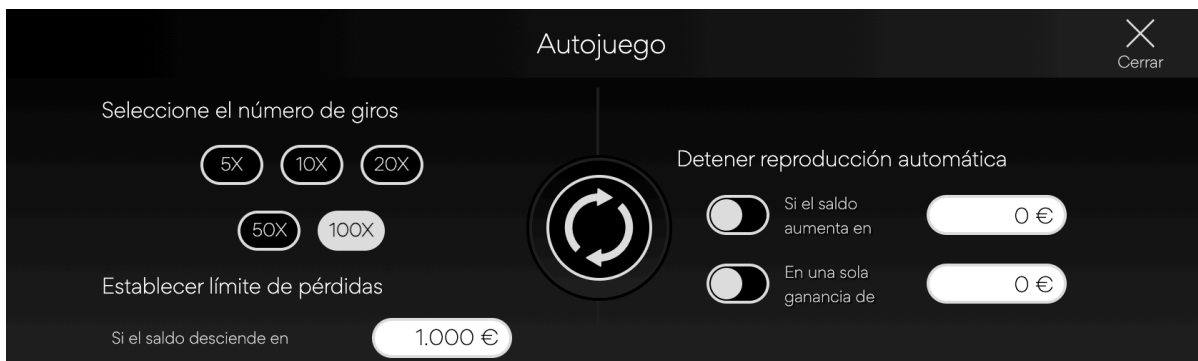 Autojuego
Cerrar
Seleccione el número de giros
5X 10X 20X
50X 100X
Establecer límite de pérdidas
Si el saldo desciende en 1.000 €
Detener reproducción automática
Si el saldo
aumenta en 0 €
En una sola
ganancia de 0 €